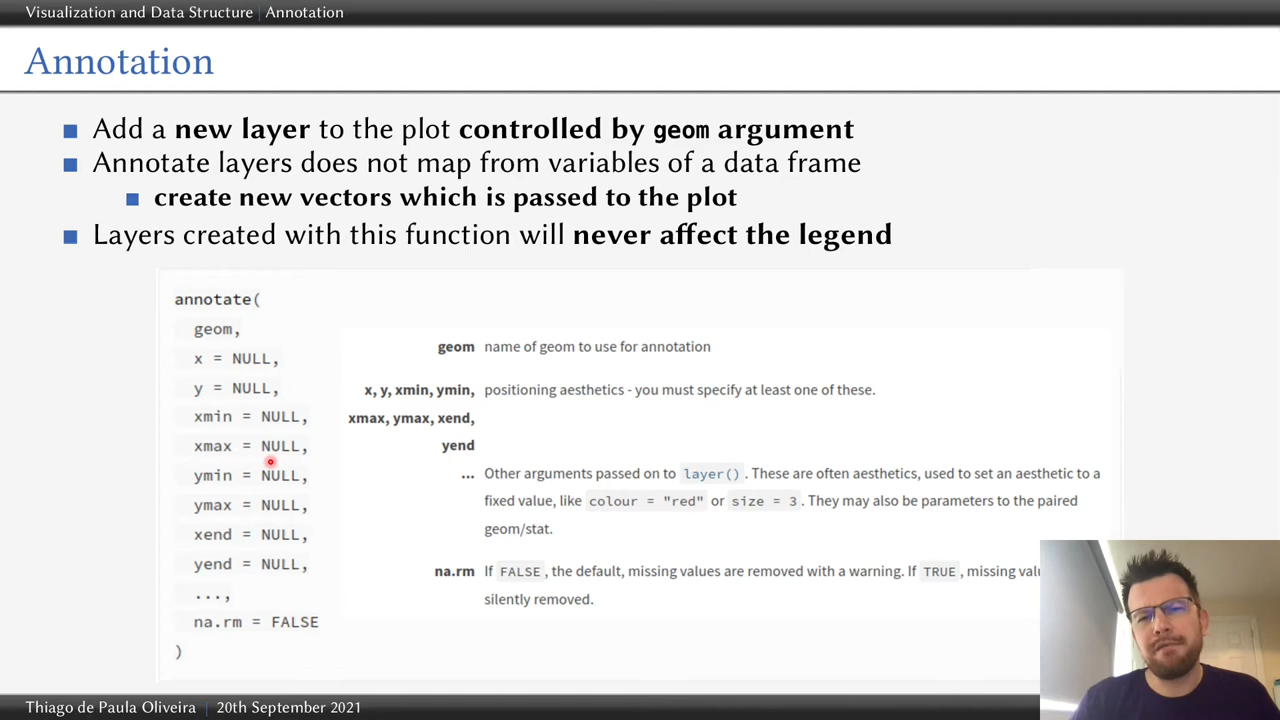 Visualization and Data Structure | Annotation
Annotation
Add a new layer to the plot controlled by geom argument
Annotate layers does not map from variables of a data frame
create new vectors which is passed to the plot
Layers created with this function will never affect the legend
annotate(
geom,
x = NULL,
y = NULL,
xmin = NULL,
xmax = NULL,
ymin = NULL,
ymax = NULL,
xend = NULL,
yend = NULL,
...,
na.rm = FALSE
)
geom name of geom to use for annotation
x, y, xmin, ymin, positioning aesthetics - you must specify at least one of these.
xmax, ymax, xend,
yend
... Other arguments passed on to layer(). These are often aesthetics, used to set an aesthetic to a
fixed value, like colour = "red" or size = 3. They may also be parameters to the paired
geom/stat.
na.rm If FALSE, the default, missing values are removed with a warning. If TRUE, missing
silently removed.
Thiago de Paula Oliveira | 20th September 2021